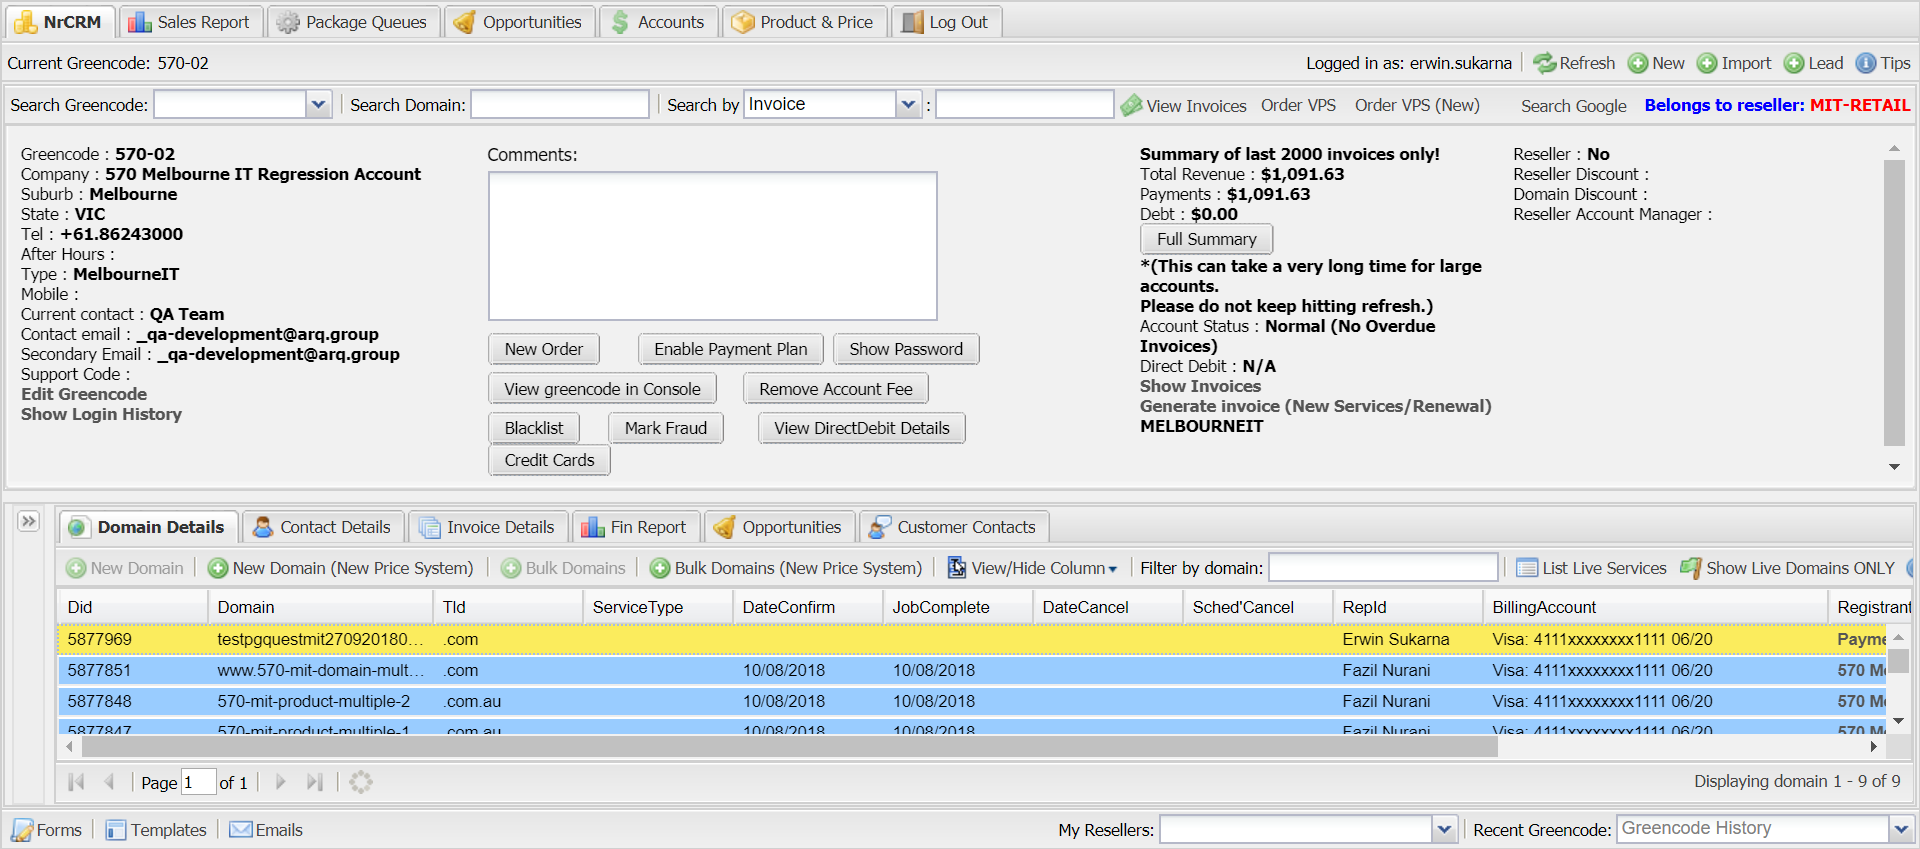 NrCRM Sales Report Package Queues Opportunities Accounts Product & Price Log Out
Current Greencode: 570-02 Logged in as: erwin.sukarna Refresh New Import Lead Tips
Search Greencode: Search Domain: Search by Invoice : View Invoices Order VPS Order VPS (New) Search Google Belongs to reseller: MIT-RETAIL
Greencode : 570-02
Company : 570 Melbourne IT Regression Account
Suburb : Melbourne
State : VIC
Tel : +61.86243000
After Hours :
Type : MelbourneIT
Mobile :
Current contact : QA Team
Contact email : _qa-development@arq.group
Secondary Email : _qa-development@arq.group
Support Code :
Edit Greencode
Show Login History
Comments:
New Order Enable Payment Plan Show Password
View greencode in Console Remove Account Fee
Blacklist Mark Fraud View DirectDebit Details
Credit Cards
Summary of last 2000 invoices only!
Total Revenue : $1,091.63
Payments : $1,091.63
Debt : $0.00
Full Summary
*(This can take a very long time for large
accounts.
Please do not keep hitting refresh.)
Account Status : Normal (No Overdue
Invoices)
Direct Debit : N/A
Show Invoices
Generate invoice (New Services/Renewal)
MELBOURNEIT
Reseller : No
Reseller Discount :
Domain Discount :
Reseller Account Manager :
Domain Details Contact Details Invoice Details Fin Report Opportunities Customer Contacts
New Domain New Domain (New Price System) Bulk Domains Bulk Domains (New Price System) View/Hide Column Filter by domain: List Live Services Show Live Domains ONLY
Did Domain Tld ServiceType DateConfirm JobComplete DateCancel Sched'Cancel RepId BillingAccount Registrant
5877969 testpgquestmit270920180... .com Erwin Sukarna Visa: 4111xxxxxxxx1111 06/20 Payme
5877851 www.570-mit-domain-mult... .com 10/08/2018 10/08/2018 Fazil Nurani Visa: 4111xxxxxxxx1111 06/20 570 Me
5877848 570-mit-product-multiple-2 .com.au 10/08/2018 10/08/2018 Fazil Nurani Visa: 4111xxxxxxxx1111 06/20 570 Me
5877847 570-mit-product-multiple-1 .com.au 10/08/2018 10/08/2018 Fazil Nurani Visa: 4111xxxxxxxx1111 06/20 570 Me
Page 1 of 1 Displaying domain 1 - 9 of 9
Forms Templates Emails My Resellers: Recent Greencode: Greencode History